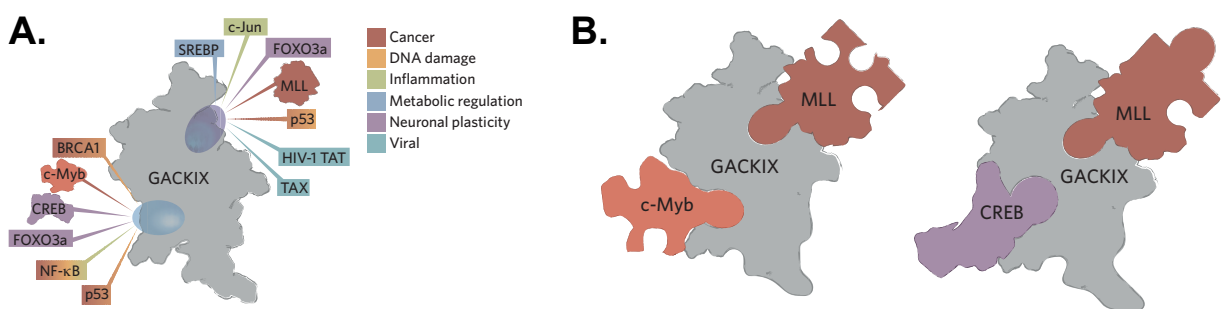 A.
c-Jun
SREBP
FOXO3a
MLL
p53
HIV-1 TAT
TAX
BRCA1
c-Myb
CREB
FOXO3a
NF-κB
p53
GACKIX
Cancer
DNA damage
Inflammation
Metabolic regulation
Neuronal plasticity
Viral
B.
MLL
GACKIX
c-Myb
MLL
GACKIX
CREB